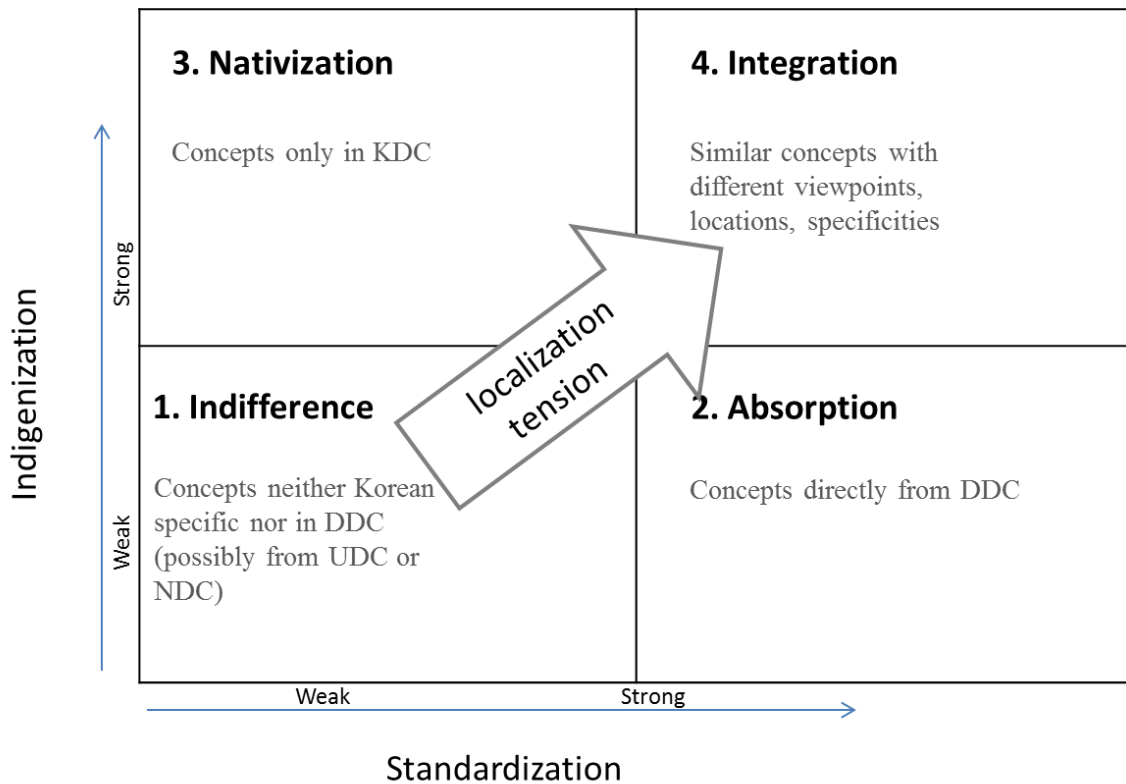 3. Nativization
Concepts only in KDC
4. Integration
Similar concepts with
different viewpoints,
locations, specificities
localization
tension
1. Indifference
Concepts neither Korean
specific nor in DDC
(possibly from UDC or
NDC)
2. Absorption
Concepts directly from DDC
Indigenization
Strong
Weak
Weak
Strong
Standardization